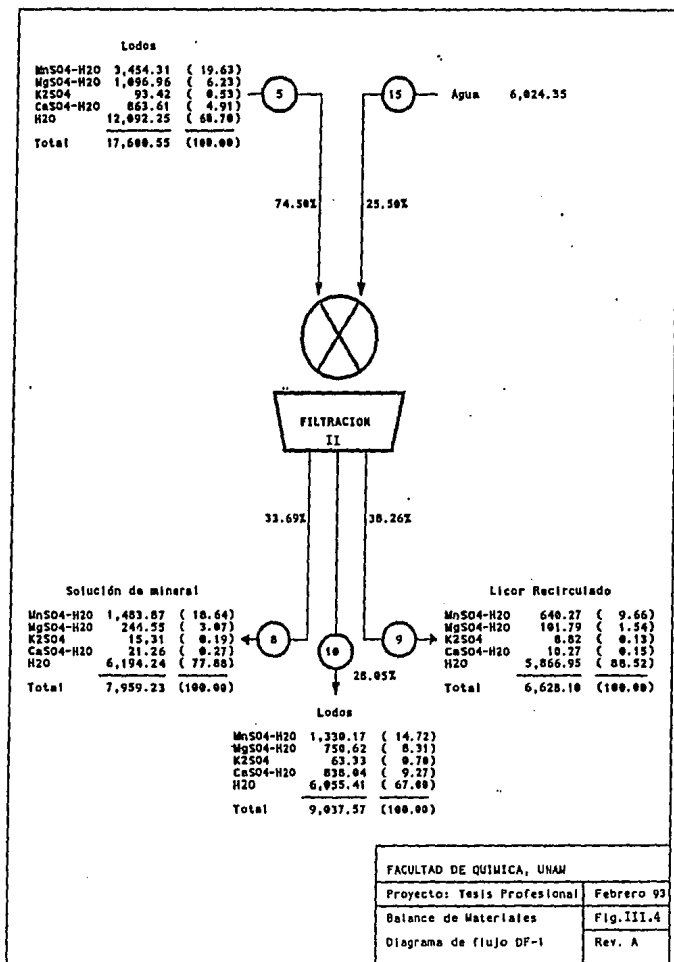 Lodos
MnSO4-H2O 3,454.31 ( 19.63)
MgSO4-H2O 1,096.96 ( 6.23)
K2SO4 93.42 ( 0.53)
CaSO4-H2O 863.61 ( 4.91)
H2O 12,092.25 ( 68.70)
Total 17,600.55 (100.00)
5
15
Agua 6,024.35
74.50%
25.50%
FILTRACION
II
33.69%
38.26%
Solución de mineral
MnSO4-H2O 1,483.87 ( 18.64)
MgSO4-H2O 244.55 ( 3.07)
K2SO4 15,31 ( 0.19)
CaSO4-H2O 21.26 ( 0.27)
H2O 6,194.24 ( 77.88)
Total 7,959.23 (100.00)
8
10
9
28.05%
Licor Recirculado
MnSO4-H2O 640.27 ( 9.66)
MgSO4-H2O 101.79 ( 1.54)
K2SO4 8.82 ( 0.13)
CaSO4-H2O 10.27 ( 0.15)
H2O 5,866.95 ( 88.52)
Total 6,628.10 (100.00)
Lodos
MnSO4-H2O 1,330.17 ( 14.72)
MgSO4-H2O 750.62 ( 8.31)
K2SO4 63.33 ( 0.70)
CaSO4-H2O 838.04 ( 9.27)
H2O 6,055.41 ( 67.00)
Total 9,037.57 (100.00)
FACULTAD DE QUIMICA, UNAM
Proyecto: Tesis Profesional Febrero 93
Balance de Materiales Fig.III.4
Diagrama de flujo DF-1 Rev. A